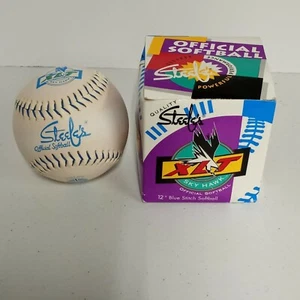 Steele's
Official Softball
OFFICIAL
SOFTBALL
Steele's
QUALITY
Steele's
XLT
SKY HAWK
OFFICIAL SOFTBALL
12" Blue Stitch Softball